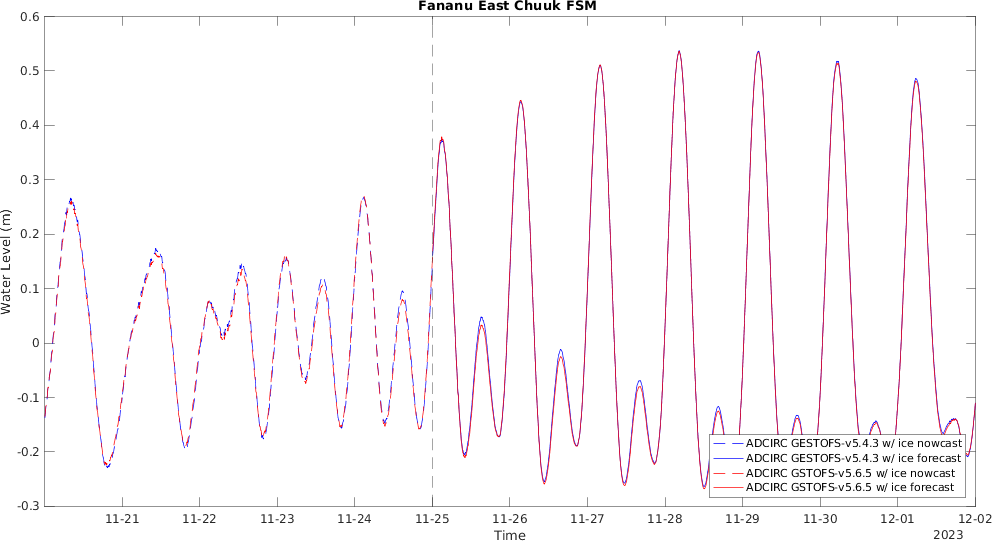 Fananu East Chuuk FSM
0.6
0.5
0.4
0.3
0.2
0.1
0
-0.1
-0.2
-0.3
Water Level (m)
ADCIRC GESTOFS-v5.4.3 w/ ice nowcast
ADCIRC GESTOFS-v5.4.3 w/ ice forecast
ADCIRC GSTOFS-v5.6.5 w/ ice nowcast
ADCIRC GSTOFS-v5.6.5 w/ ice forecast
11-21 11-22 11-23 11-24 11-25 11-26 11-27 11-28 11-29 11-30 12-01 12-02
Time
2023